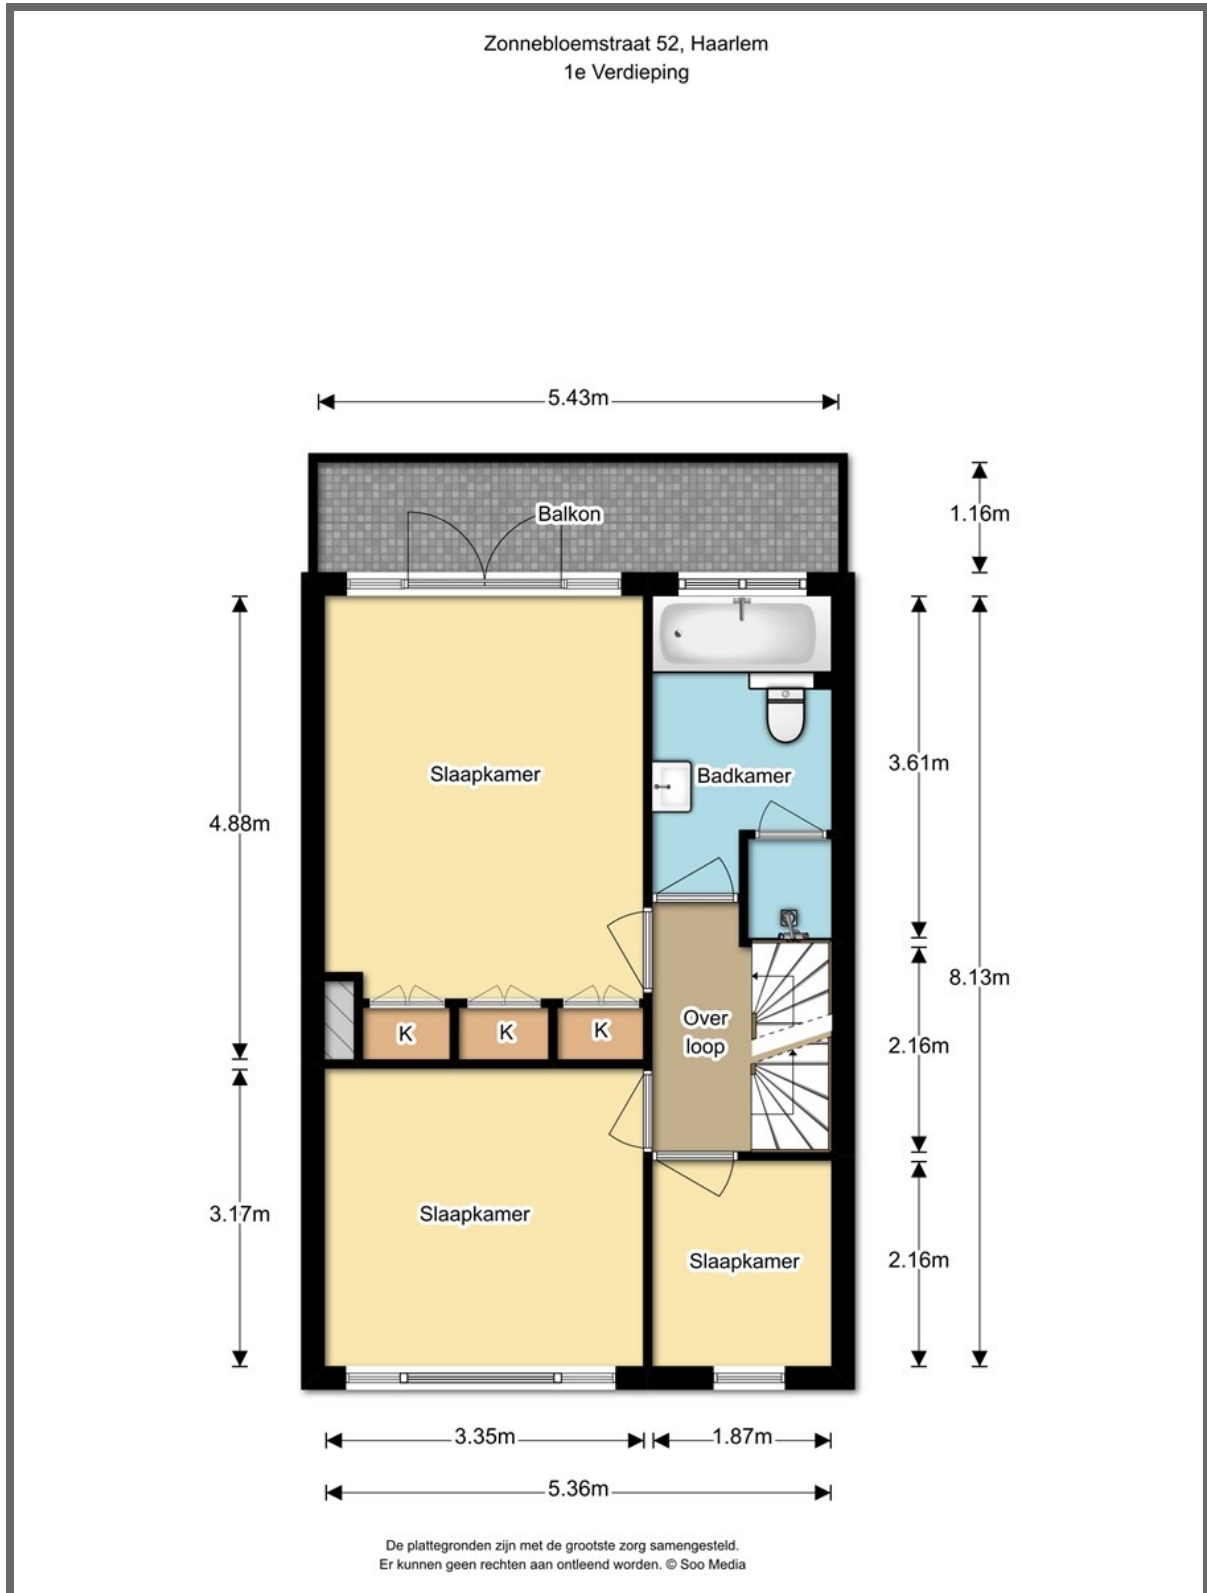 Zonnebloemstraat 52, Haarlem
1e Verdieping
5.43m
Balkon
1.16m
Slaapkamer
Badkamer
3.61m
4.88m
8.13m
K
K
K
Over
loop
2.16m
3.17m
Slaapkamer
Slaapkamer
2.16m
3.35m
1.87m
5.36m
De plattegronden zijn met de grootste zorg samengesteld.
Er kunnen geen rechten aan ontleend worden. © Soo Media